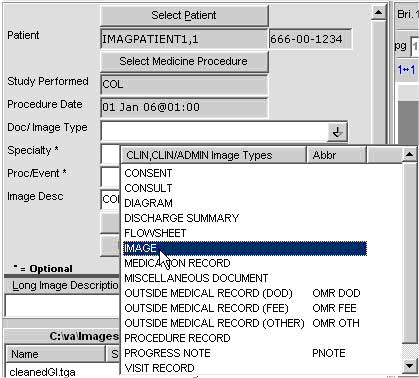 Select Patient
Bri.
Patient
IMAGPATIENT1,1 666-00-1234
pg 1
Select Medicine Procedure
Study Performed COL
1↔1
Procedure Date 01 Jan 06@01:00
Doc/ Image Type
Specialty *
CLIN,CLIN/ADMIN Image Types Abbr
Proc/Event *
CONSENT
CONSULT
Image Desc CO
DIAGRAM
DISCHARGE SUMMARY
FLOWSHEET
IMAGE
* = Optional
MEDICATION RECORD
MISCELLANEOUS DOCUMENT
Long Image Description
OUTSIDE MEDICAL RECORD (DOD) OMR DOD
OUTSIDE MEDICAL RECORD (FEE) OMR FEE
OUTSIDE MEDICAL RECORD (OTHER) OMR OTH
C:\va\Images
PROCEDURE RECORD
Name S
PROGRESS NOTE PNOTE
cleanedGI.tga
VISIT RECORD